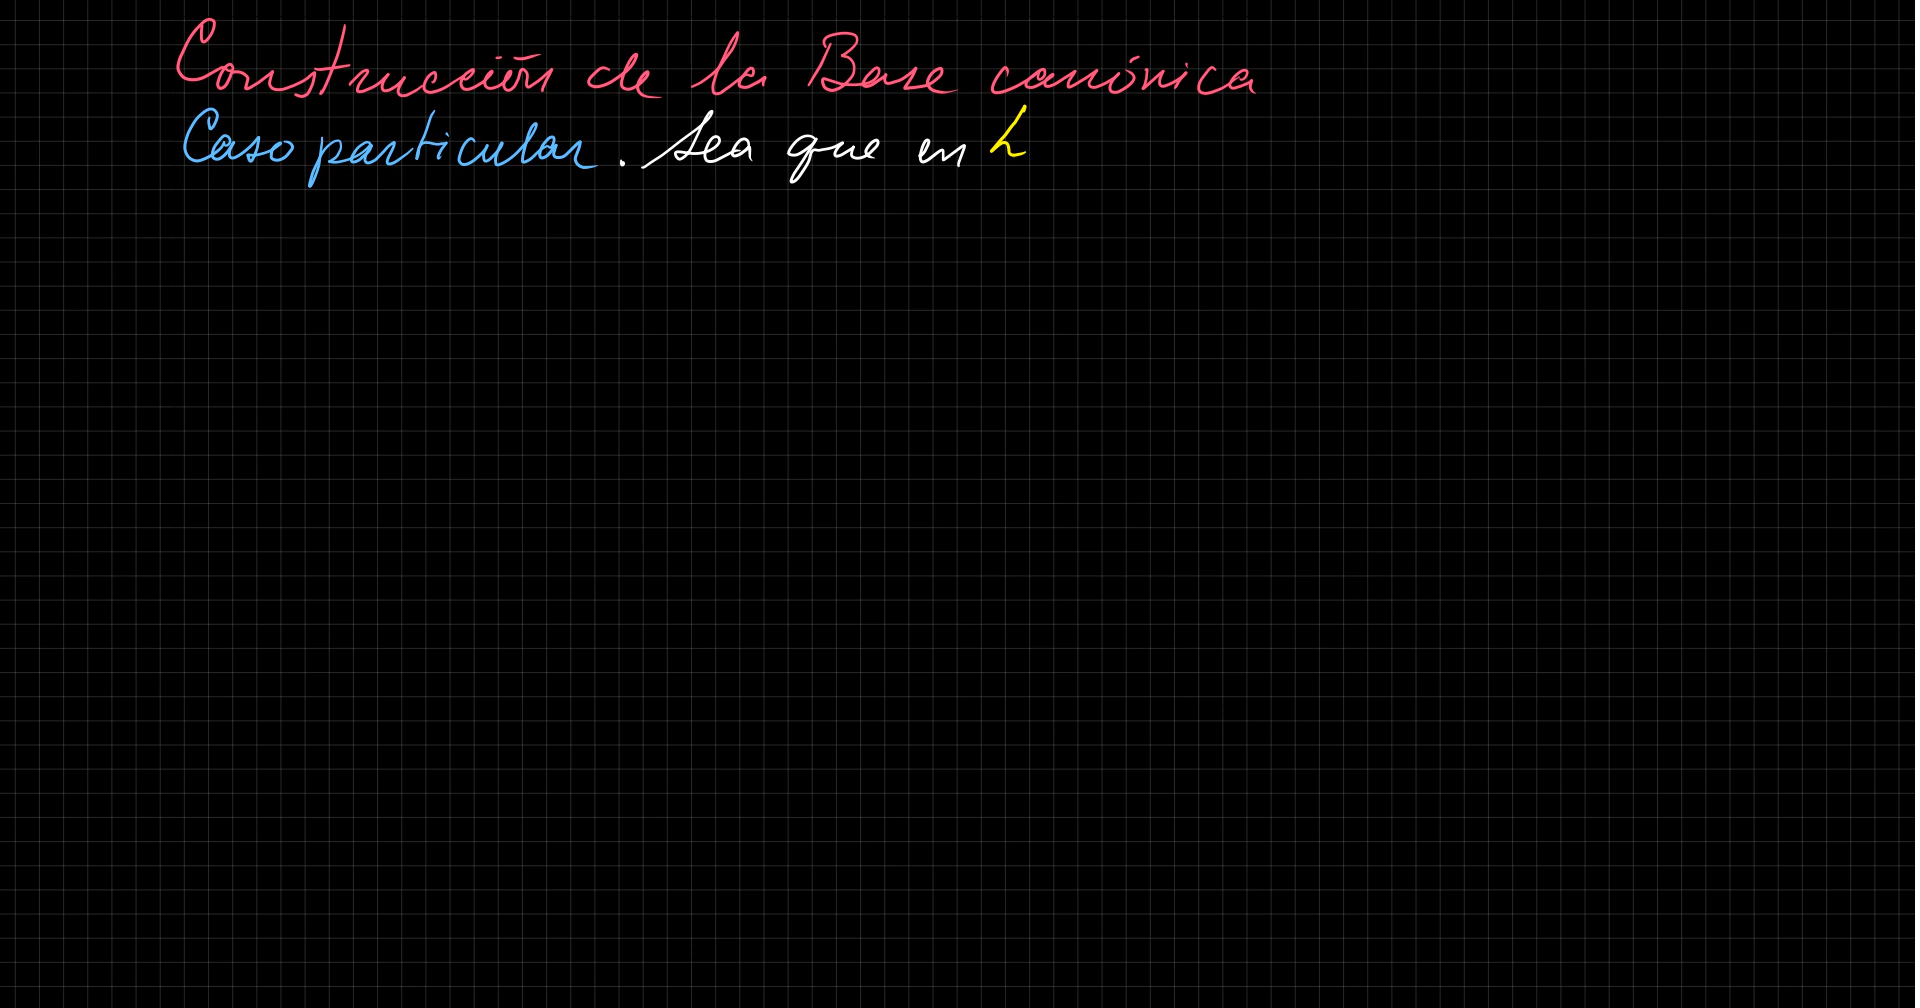 Construcción de la Base canónica
Caso particular. Sea que en